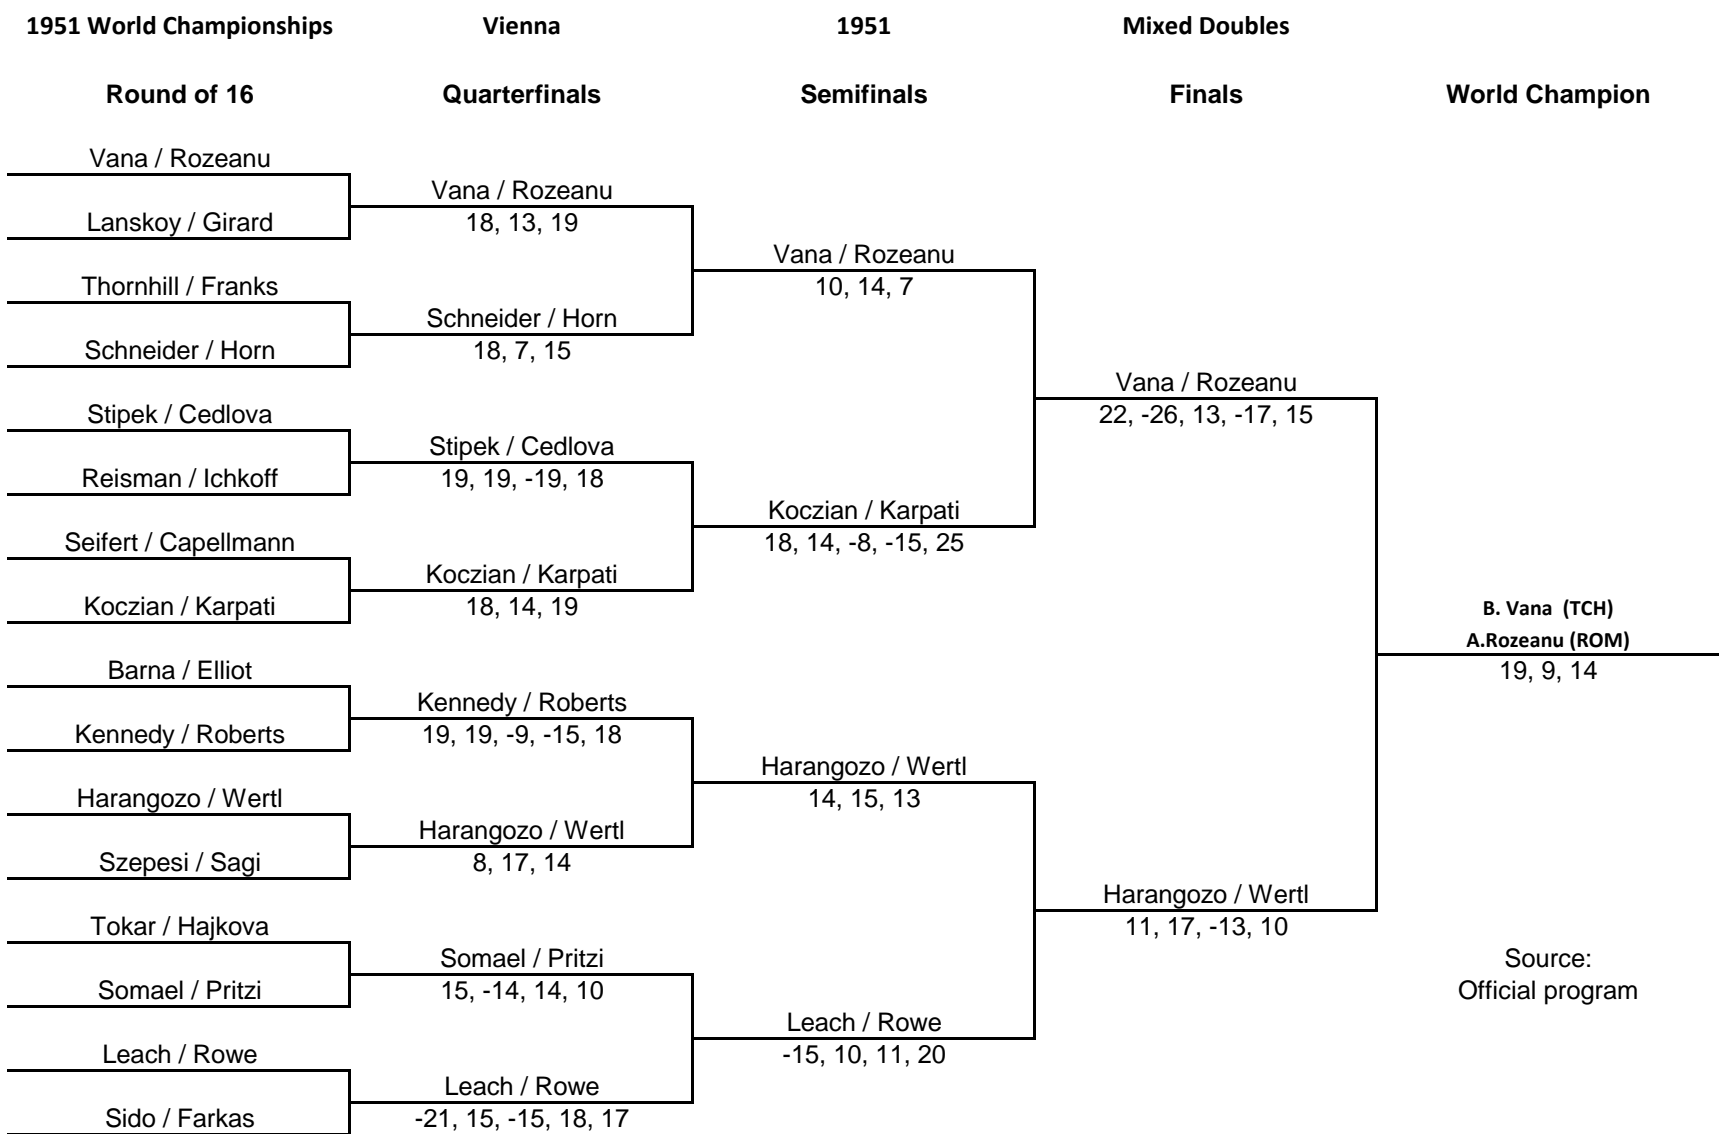 1951 World Championships Vienna 1951 Mixed Doubles
Round of 16 Quarterfinals Semifinals Finals World Champion
Vana / Rozeanu
Lanskoy / Girard
Thornhill / Franks
Schneider / Horn
Stipek / Cedlova
Reisman / Ichkoff
Seifert / Capellmann
Koczian / Karpati
Barna / Elliot
Kennedy / Roberts
Harangozo / Wertl
Szepesi / Sagi
Tokar / Hajkova
Somael / Pritzi
Leach / Rowe
Sido / Farkas
Vana / Rozeanu
18, 13, 19
Schneider / Horn
18, 7, 15
Stipek / Cedlova
19, 19, -19, 18
Koczian / Karpati
18, 14, 19
Kennedy / Roberts
19, 19, -9, -15, 18
Harangozo / Wertl
8, 17, 14
Somael / Pritzi
15, -14, 14, 10
Leach / Rowe
-21, 15, -15, 18, 17
Vana / Rozeanu
10, 14, 7
Koczian / Karpati
18, 14, -8, -15, 25
Harangozo / Wertl
14, 15, 13
Leach / Rowe
-15, 10, 11, 20
Vana / Rozeanu
22, -26, 13, -17, 15
Harangozo / Wertl
11, 17, -13, 10
B. Vana (TCH)
A.Rozeanu (ROM)
19, 9, 14
Source:
Official program